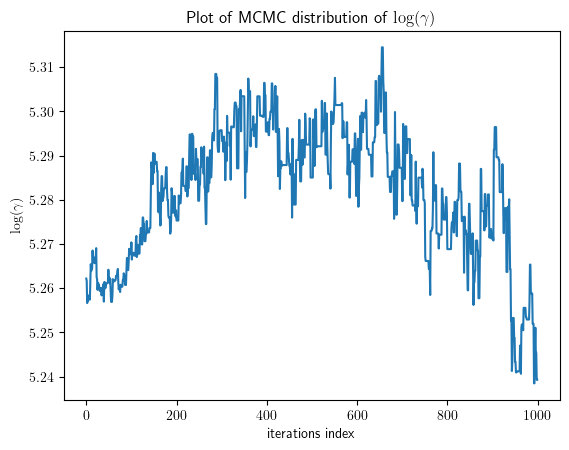 Plot of MCMC distribution of log(γ)
5.31
5.30
5.29
5.28
5.27
5.26
5.25
5.24
log(γ)
0 200 400 600 800 1000
iterations index